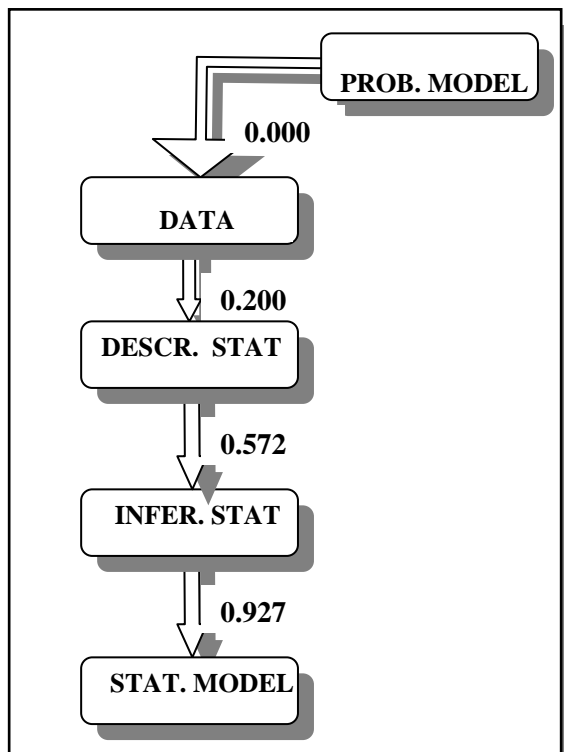 PROB. MODEL
0.000
DATA
0.200
DESCR. STAT
0.572
INFER. STAT
0.927
STAT. MODEL